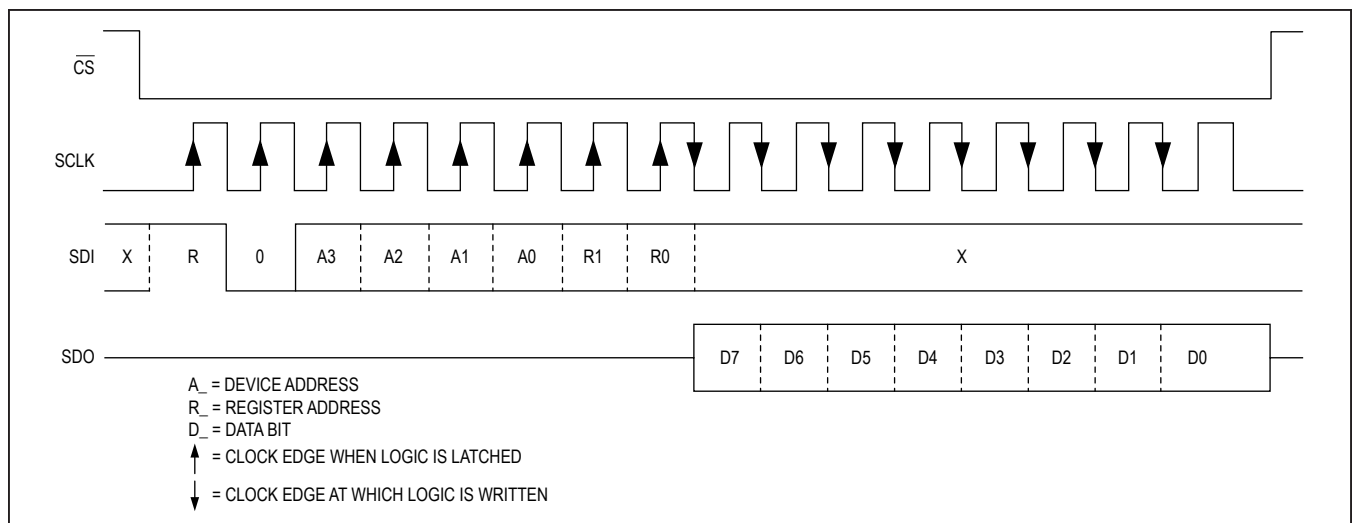 CS
SCLK
SDI X R 0 A3 A2 A1 A0 R1 R0 X
SDO D7 D6 D5 D4 D3 D2 D1 D0
A_ = DEVICE ADDRESS
R_ = REGISTER ADDRESS
D_ = DATA BIT
= CLOCK EDGE WHEN LOGIC IS LATCHED
= CLOCK EDGE AT WHICH LOGIC IS WRITTEN